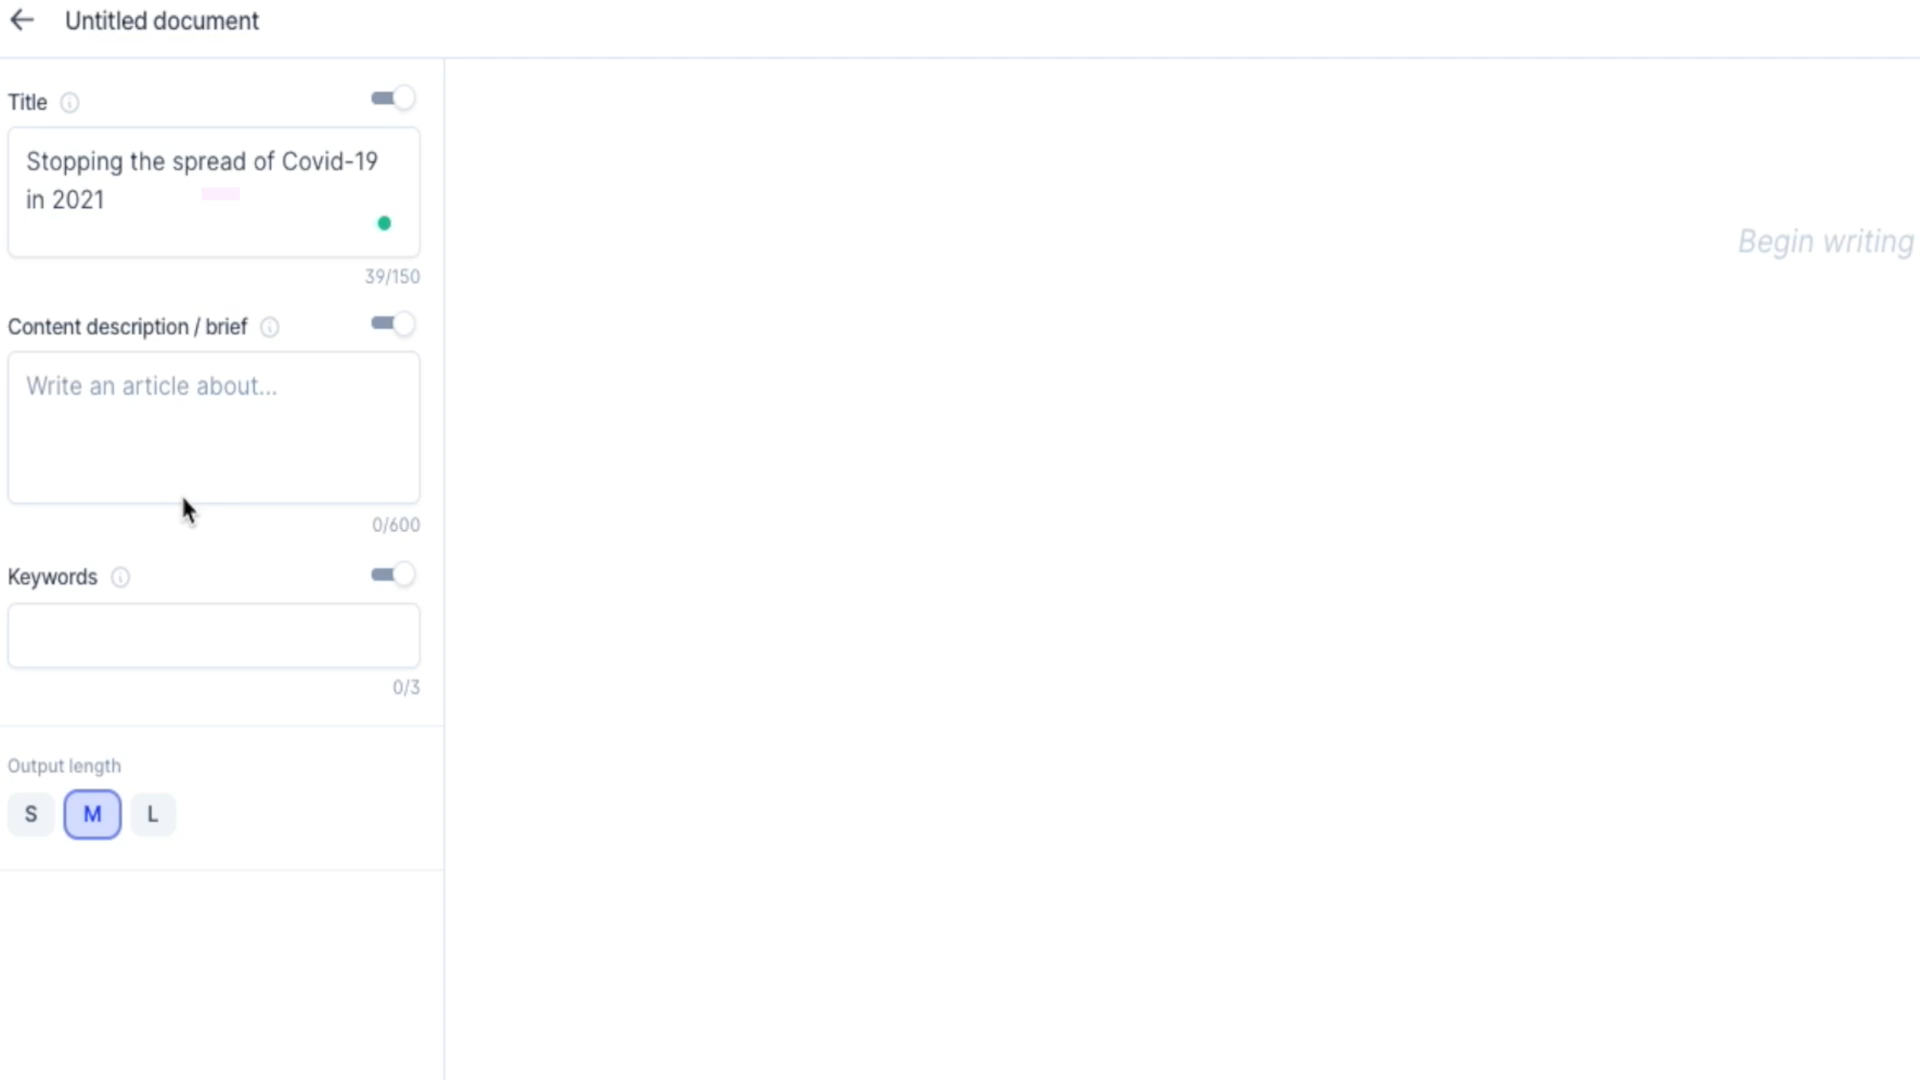 Untitled document
Title
Stopping the spread of Covid-19
in 2021
39/150
Content description / brief
Write an article about...
0/600
Keywords
0/3
Output length
S M L
Begin writing